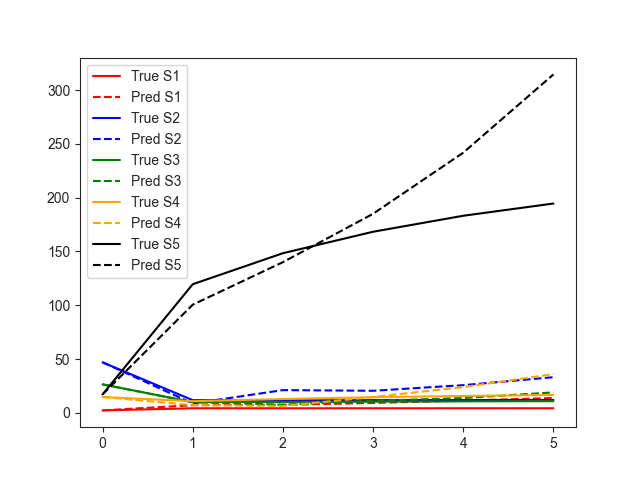 True S1
Pred S1
True S2
Pred S2
True S3
Pred S3
True S4
Pred S4
True S5
Pred S5
300
250
200
150
100
50
0
0 1 2 3 4 5